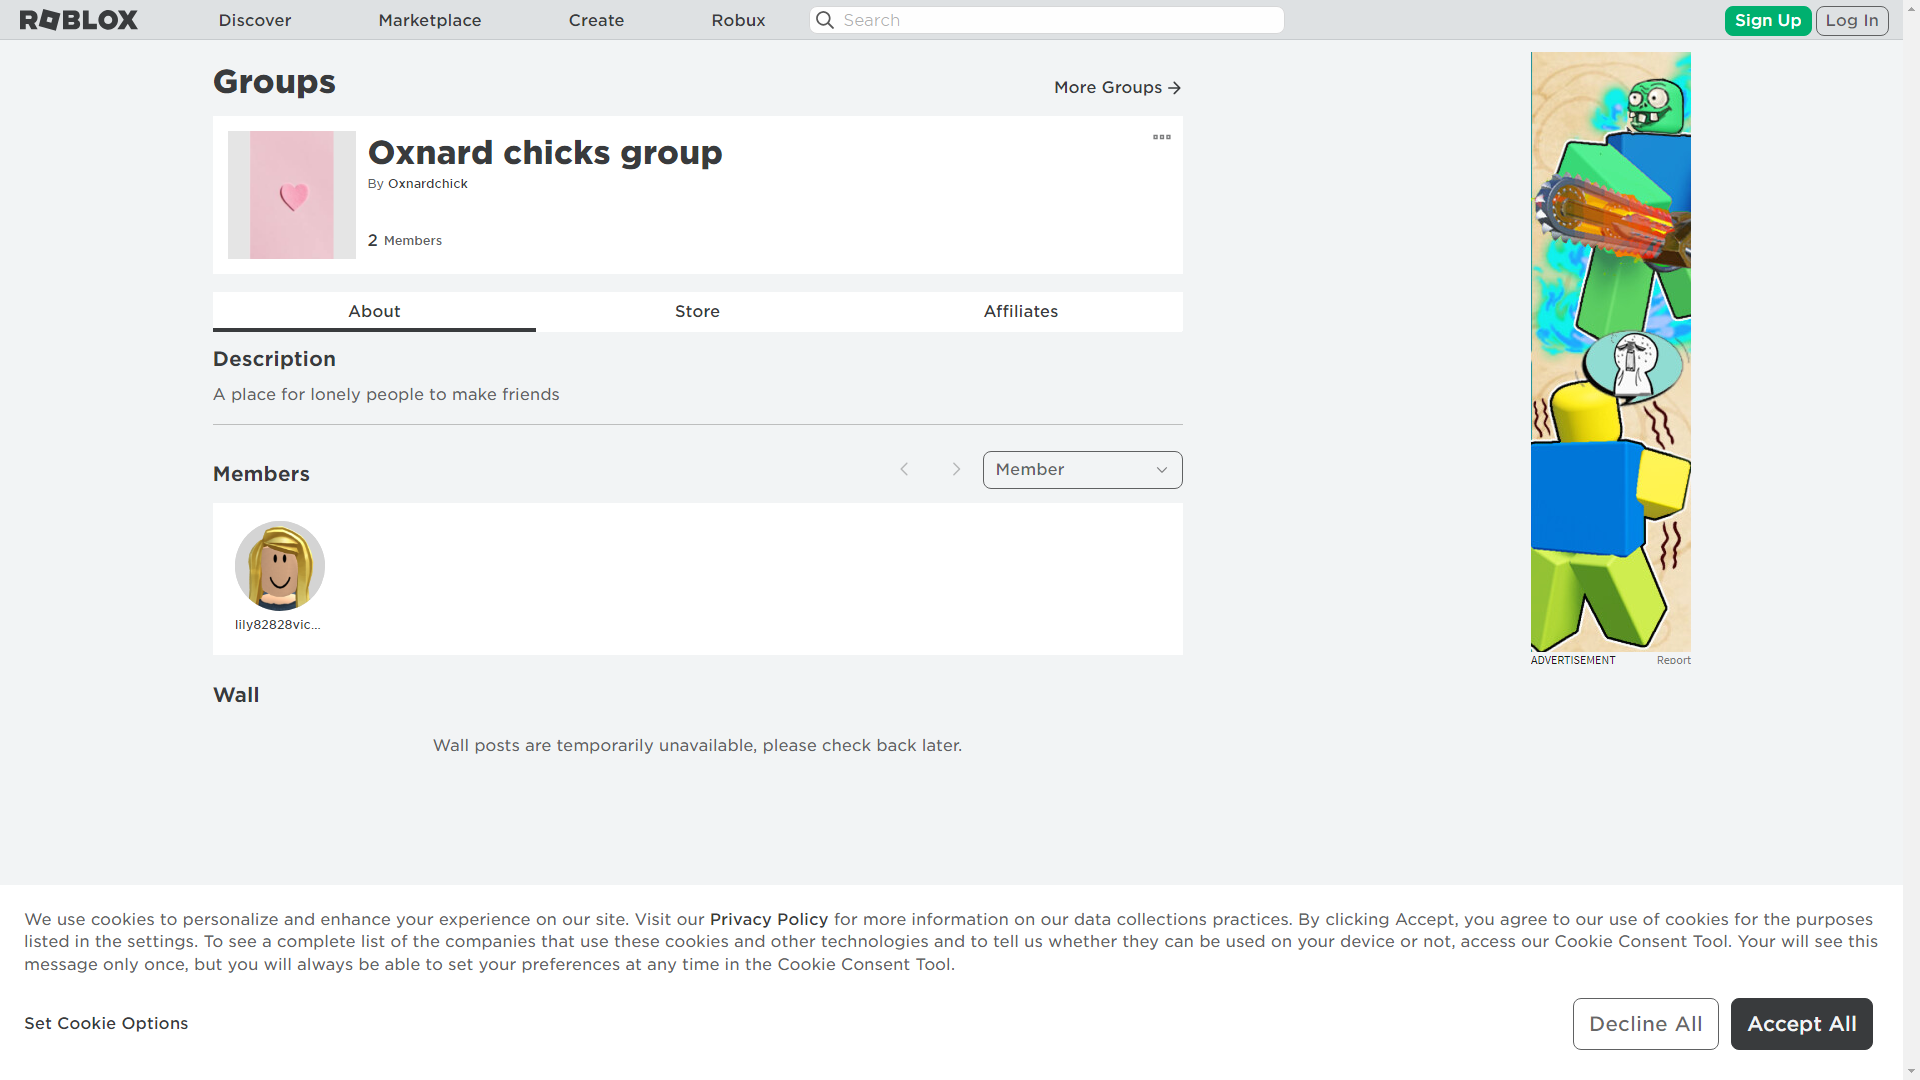 ROBLOX
Discover
Marketplace
Create
Robux
Search
Sign Up
Log In
Groups
More Groups
Oxnard chicks group
By Oxnardchick
2 Members
About
Store
Affiliates
Description
A place for lonely people to make friends
Members
Member
lily82828vic...
Wall
Wall posts are temporarily unavailable, please check back later.
ADVERTISEMENT
Report
We use cookies to personalize and enhance your experience on our site. Visit our Privacy Policy for more information on our data collections practices. By clicking Accept, you agree to our use of cookies for the purposes
listed in the settings. To see a complete list of the companies that use these cookies and other technologies and to tell us whether they can be used on your device or not, access our Cookie Consent Tool. Your will see this
message only once, but you will always be able to set your preferences at any time in the Cookie Consent Tool.
Set Cookie Options
Decline All
Accept All